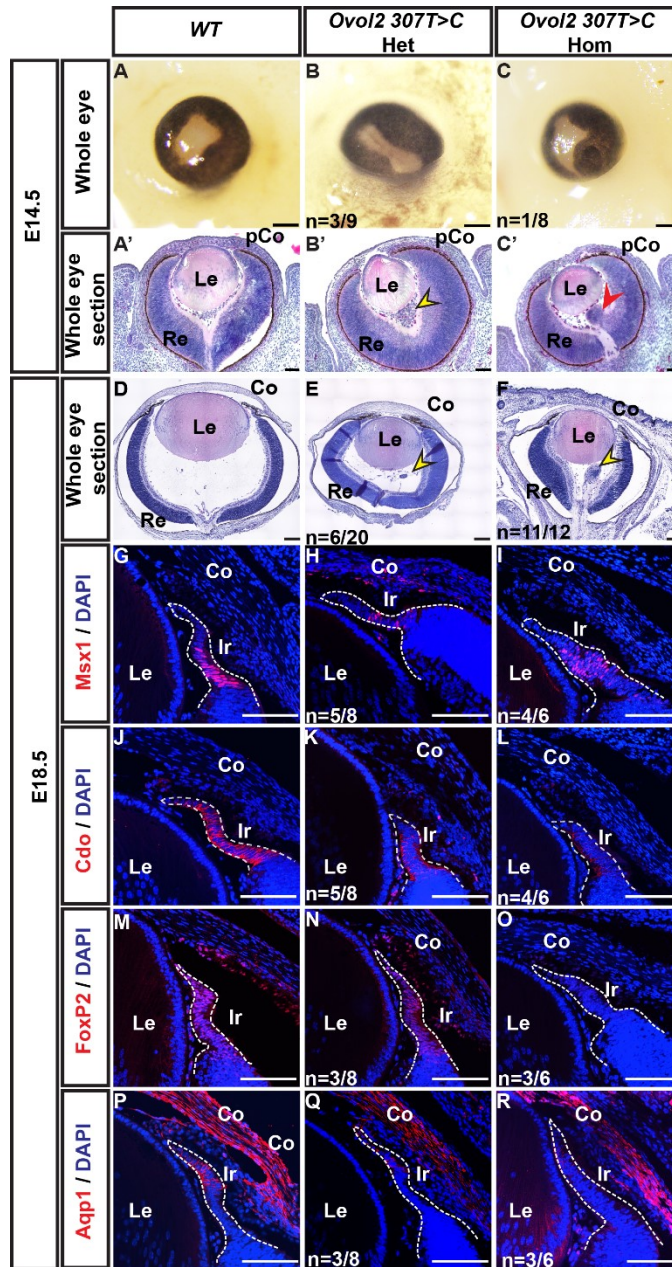 WT
Ovol2 307T>C
Het
Ovol2 307T>C
Hom
E14.5
Whole eye
A
B
n=3/9
C
n=1/8
Whole eye
section
A'
pCo
Le
Re
B'
pCo
Le
Re
C'
pCo
Le
Re
E18.5
Whole eye
section
D
Co
Le
Re
E
Co
Le
Re
n=6/20
F
Co
Le
Re
n=11/12
Msx1 / DAPI
G
Co
Ir
Le
H
Co
Ir
Le
n=5/8
I
Co
Ir
Le
n=4/6
Cdo / DAPI
J
Co
Ir
Le
K
Co
Ir
Le
n=5/8
L
Co
Ir
Le
n=4/6
FoxP2 / DAPI
M
Co
Ir
Le
N
Co
Ir
Le
n=3/8
O
Co
Ir
Le
n=3/6
Aqp1 / DAPI
P
Co
Co
Ir
Le
Q
Co
Ir
Le
n=3/8
R
Co
Ir
Le
n=3/6